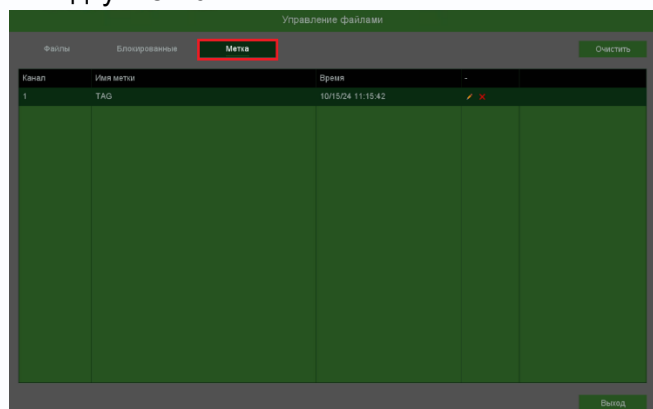 Управление файлами
Файлы Блокированные Метка Очистить
Канал Имя метки Время -
1 TAG 10/15/24 11:15:42
Выход